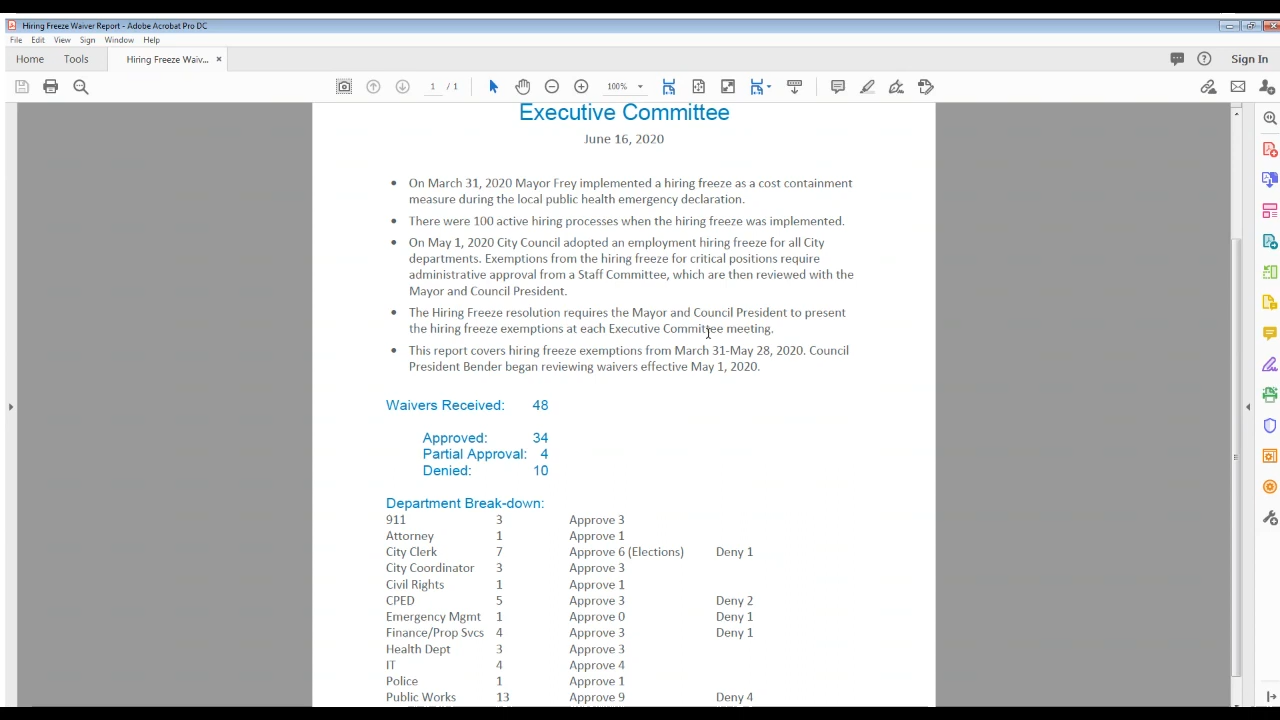 Hiring Freeze Waiver Report - Adobe Acrobat Pro DC
File Edit View Sign Window Help
Home Tools Hiring Freeze Waiv... × Sign In
1 / 1 100%
Executive Committee
June 16, 2020
• On March 31, 2020 Mayor Frey implemented a hiring freeze as a cost containment
measure during the local public health emergency declaration.
• There were 100 active hiring processes when the hiring freeze was implemented.
• On May 1, 2020 City Council adopted an employment hiring freeze for all City
departments. Exemptions from the hiring freeze for critical positions require
administrative approval from a Staff Committee, which are then reviewed with the
Mayor and Council President.
• The Hiring Freeze resolution requires the Mayor and Council President to present
the hiring freeze exemptions at each Executive Committee meeting.
• This report covers hiring freeze exemptions from March 31-May 28, 2020. Council
President Bender began reviewing waivers effective May 1, 2020.
Waivers Received: 48
Approved: 34
Partial Approval: 4
Denied: 10
Department Break-down:
911 3 Approve 3
Attorney 1 Approve 1
City Clerk 7 Approve 6 (Elections) Deny 1
City Coordinator 3 Approve 3
Civil Rights 1 Approve 1
CPED 5 Approve 3 Deny 2
Emergency Mgmt 1 Approve 0 Deny 1
Finance/Prop Svcs 4 Approve 3 Deny 1
Health Dept 3 Approve 3
IT 4 Approve 4
Police 1 Approve 1
Public Works 13 Approve 9 Deny 4